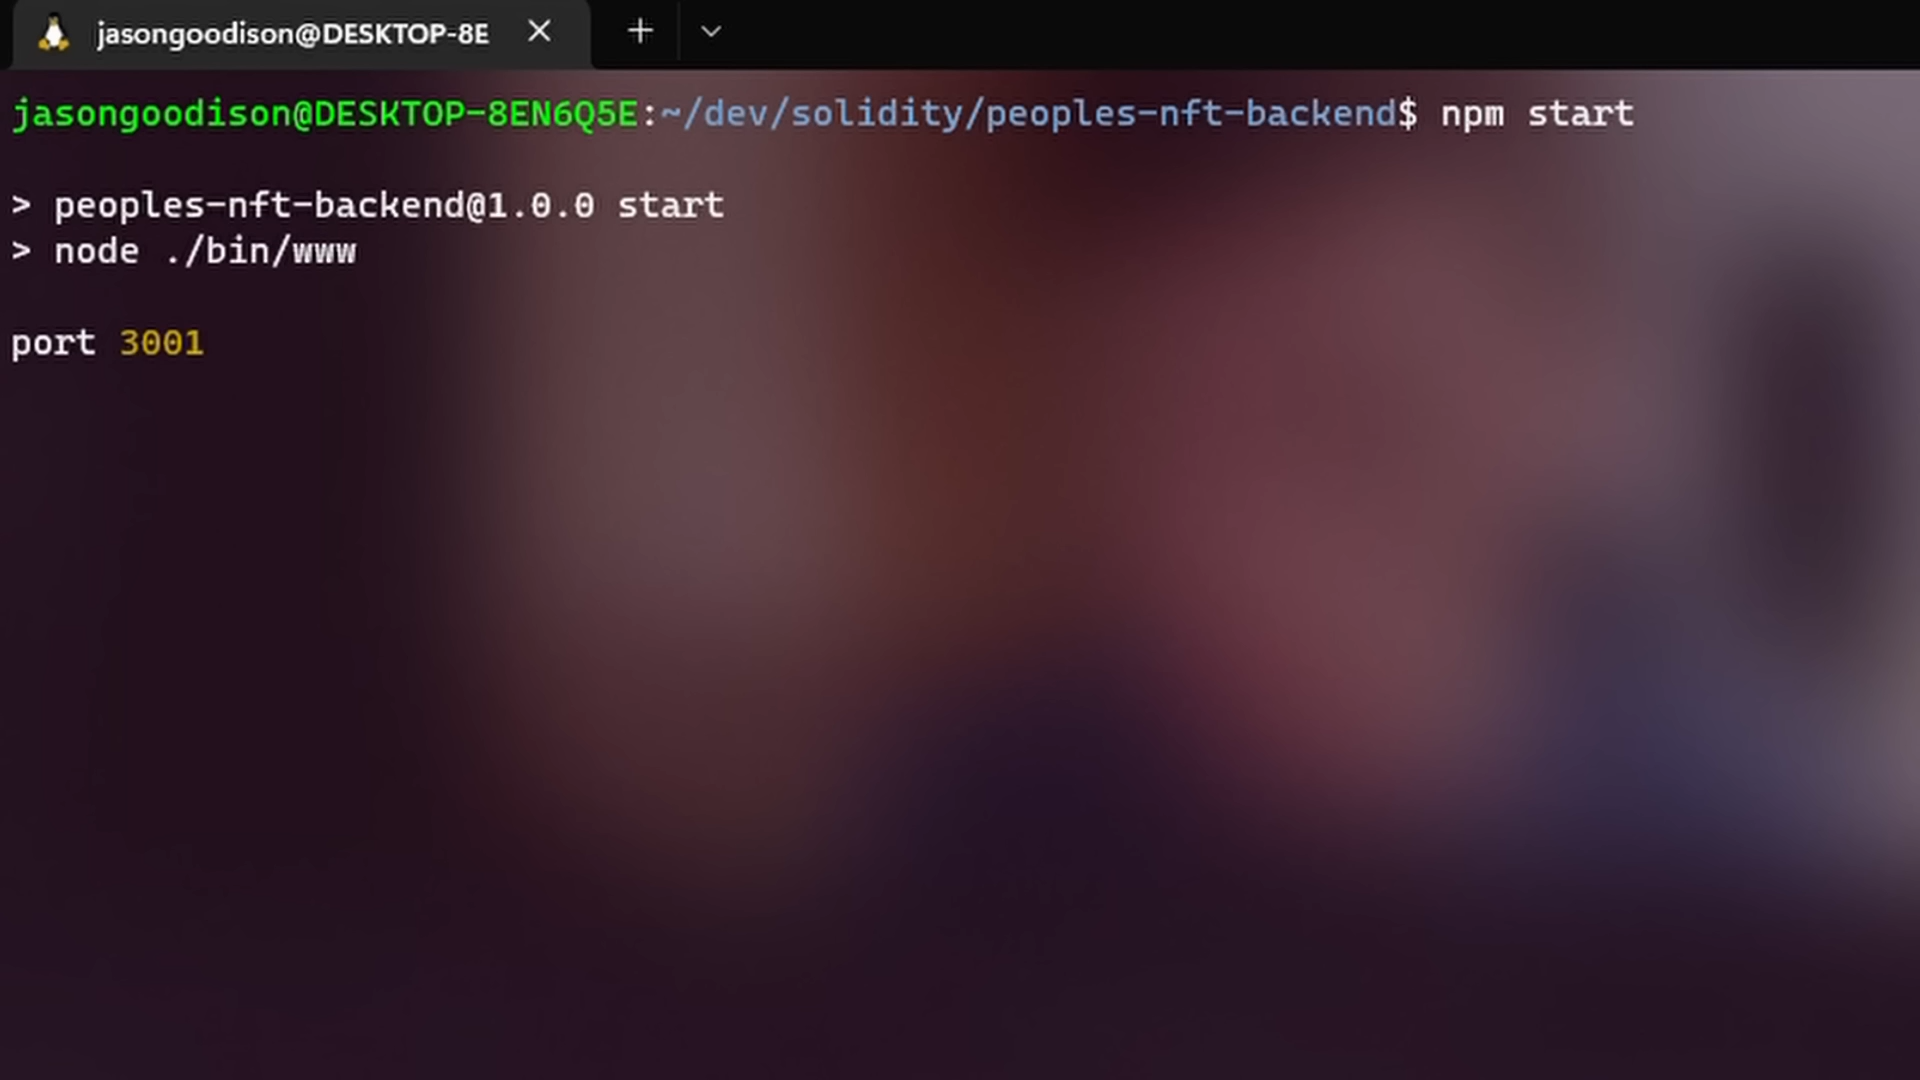 jasongoodison@DESKTOP-8E
jasongoodison@DESKTOP-8EN6Q5E:~/dev/solidity/peoples-nft-backend$ npm start
> peoples-nft-backend@1.0.0 start
> node ./bin/www
port 3001